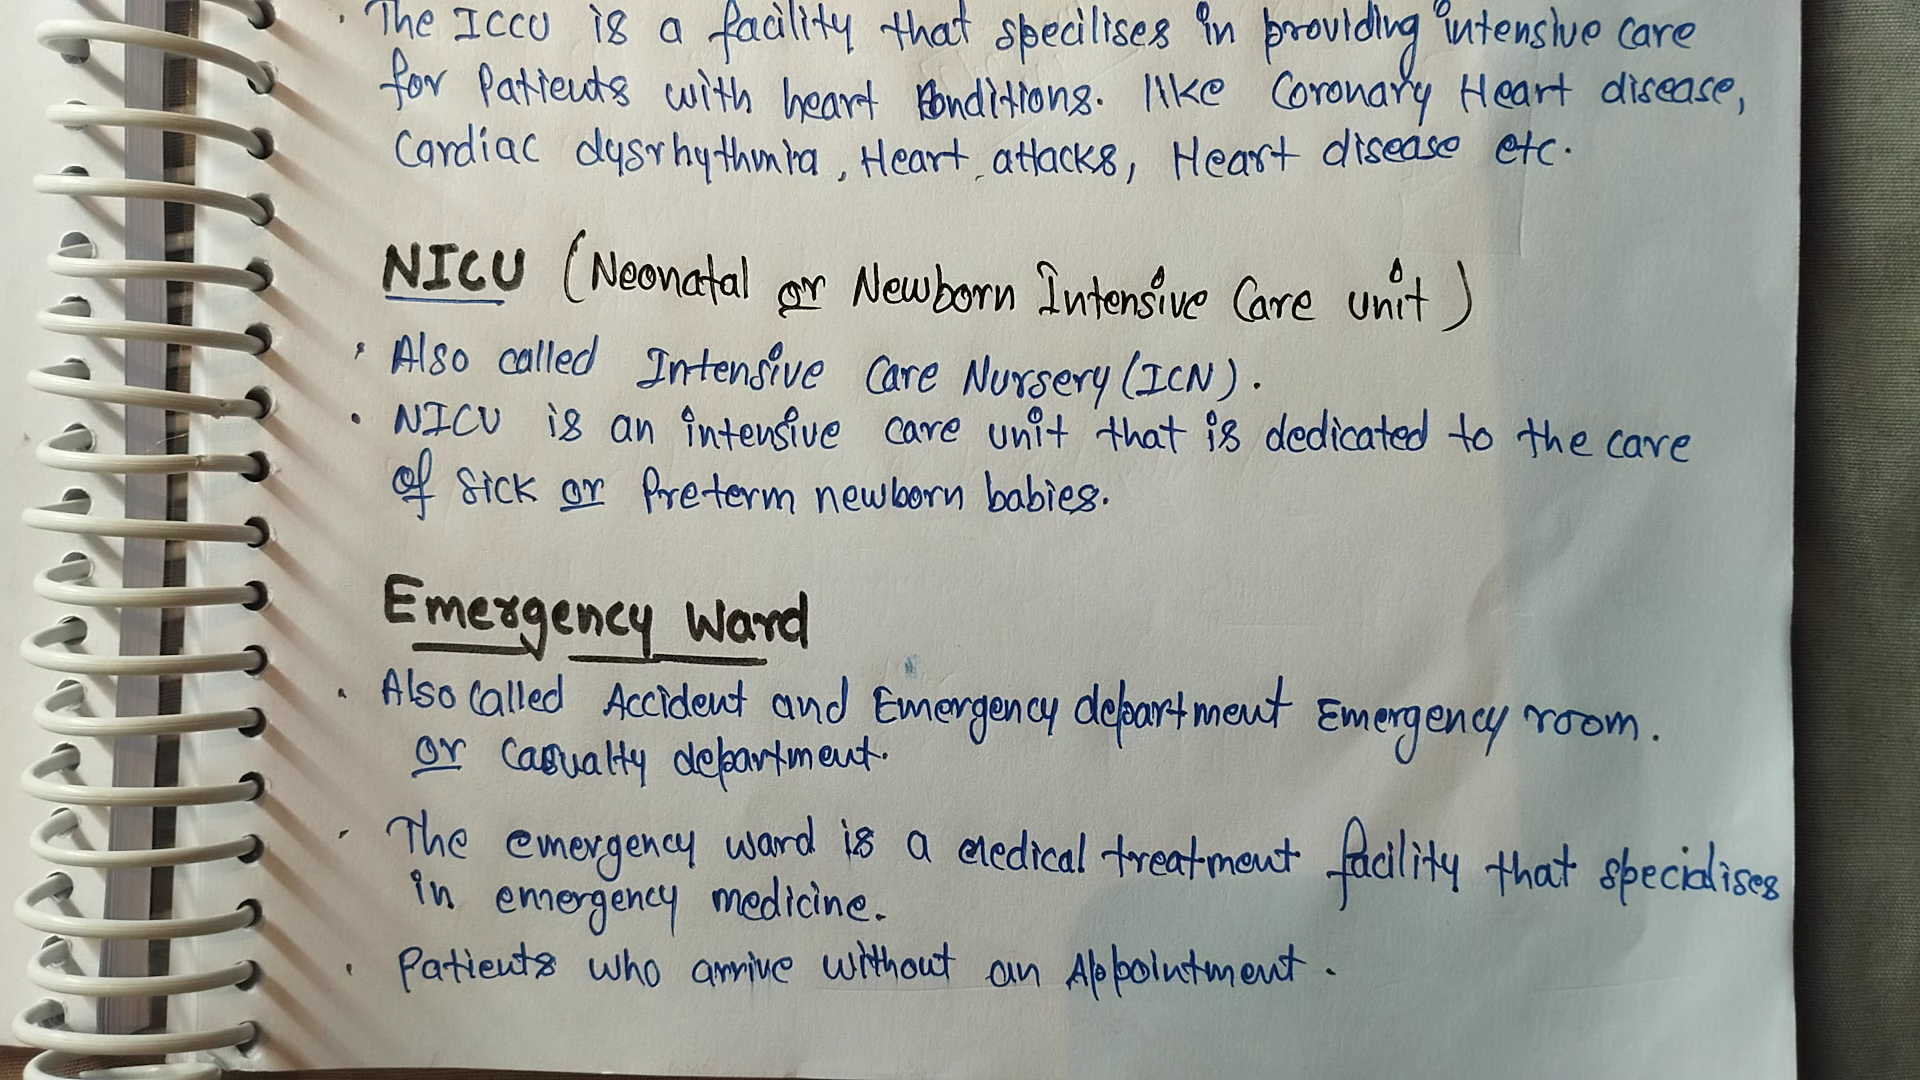 The ICCU is a facility that specilises in providing intensive care
for Patients with heart Conditions. like Coronary Heart disease,
Cardiac dysrhythmia, Heart attacks, Heart disease etc.
NICU (Neonatal or Newborn Intensive Care unit)
Also called Intensive Care Nursery (ICN).
NICU is an intensive care unit that is dedicated to the care
of Sick or Preterm newborn babies.
Emergency Ward
Also Called Accident and Emergency department Emergency room.
or Casualty department.
The emergency ward is a medical treatment facility that specialises
in emergency medicine.
Patients who arrive without an Appointment.